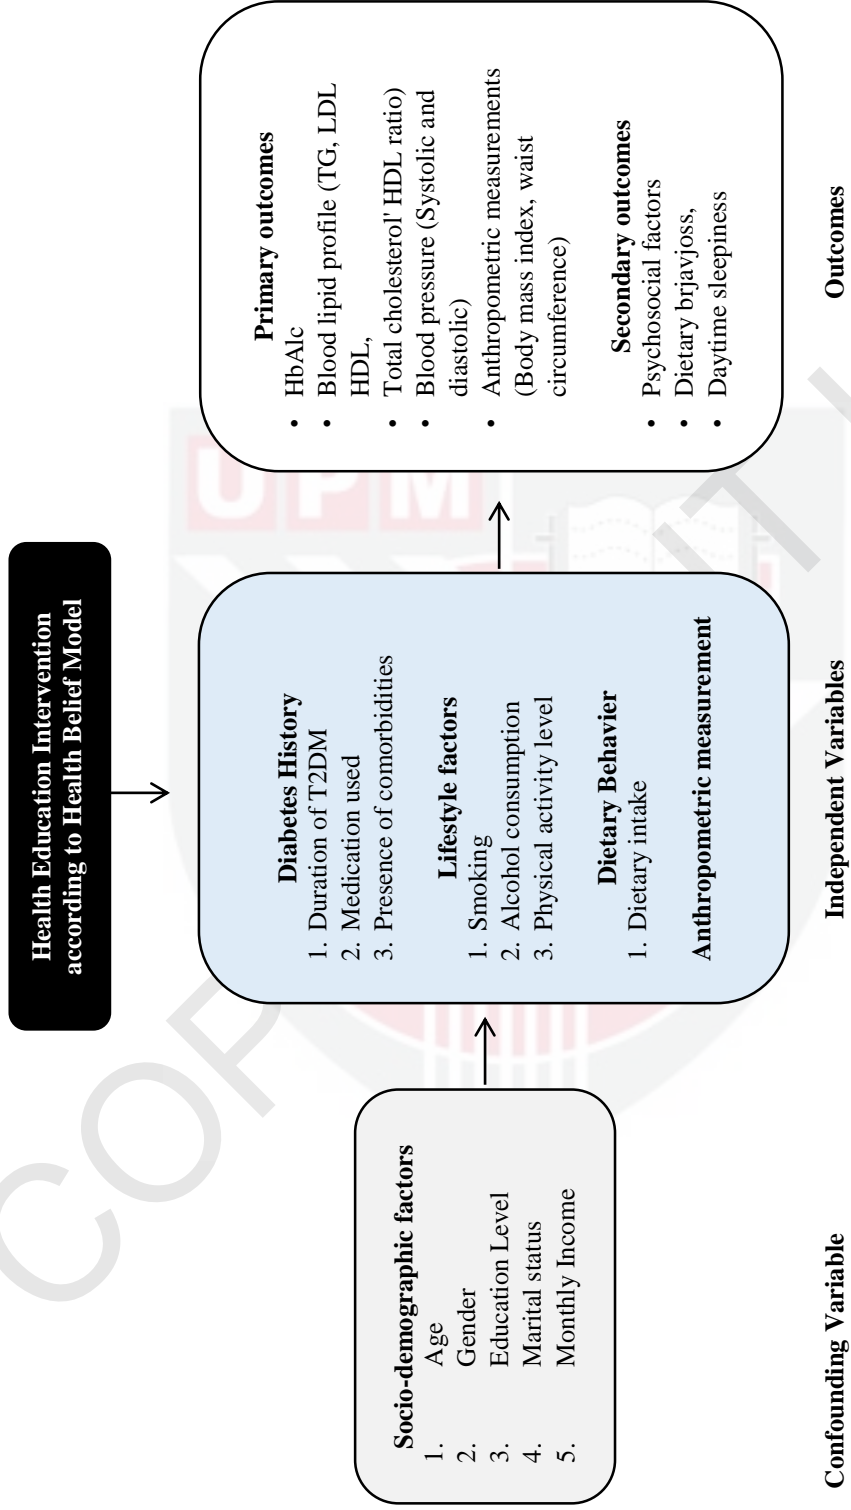 Health Education Intervention
according to Health Belief Model
Socio-demographic factors
1. Age
2. Gender
3. Education Level
4. Marital status
5. Monthly Income
Diabetes History
1. Duration of T2DM
2. Medication used
3. Presence of comorbidities
Lifestyle factors
1. Smoking
2. Alcohol consumption
3. Physical activity level
Dietary Behavier
1. Dietary intake
Anthropometric measurement
Primary outcomes
• HbAlc
• Blood lipid profile (TG, LDL
HDL,
• Total cholesterol' HDL ratio)
• Blood pressure (Systolic and
diastolic)
• Anthropometric measurements
(Body mass index, waist
circumference)
Secondary outcomes
• Psychosocial factors
• Dietary brjavjoss,
• Daytime sleepiness
Confounding Variable
Independent Variables
Outcomes
UPM
COP
IT